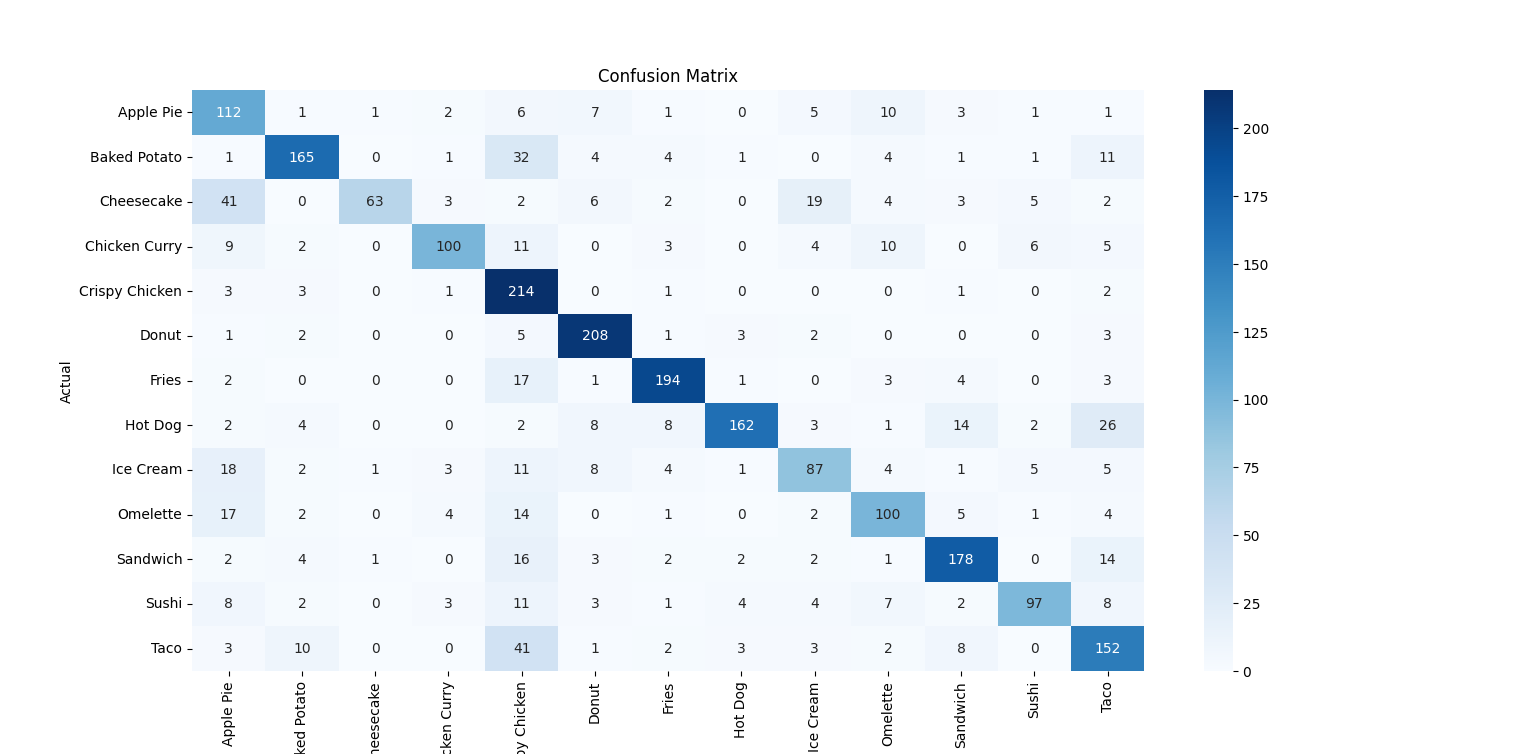 Confusion Matrix
Apple Pie 112 1 1 2 6 7 1 0 5 10 3 1 1
Baked Potato 1 165 0 1 32 4 4 1 0 4 1 1 11
Cheesecake 41 0 63 3 2 6 2 0 19 4 3 5 2
Chicken Curry 9 2 0 100 11 0 3 0 4 10 0 6 5
Crispy Chicken 3 3 0 1 214 0 1 0 0 0 1 0 2
Donut 1 2 0 0 5 208 1 3 2 0 0 0 3
Fries 2 0 0 0 17 1 194 1 0 3 4 0 3
Hot Dog 2 4 0 0 2 8 8 162 3 1 14 2 26
Ice Cream 18 2 1 3 11 8 4 1 87 4 1 5 5
Omelette 17 2 0 4 14 0 1 0 2 100 5 1 4
Sandwich 2 4 1 0 16 3 2 2 2 1 178 0 14
Sushi 8 2 0 3 11 3 1 4 4 7 2 97 8
Taco 3 10 0 0 41 1 2 3 3 2 8 0 152
Actual
Apple Pie
ked Potato
heesecake
cken Curry
py Chicken
Donut
Fries
Hot Dog
Ice Cream
Omelette
Sandwich
Sushi
Taco
200
175
150
125
100
75
50
25
0